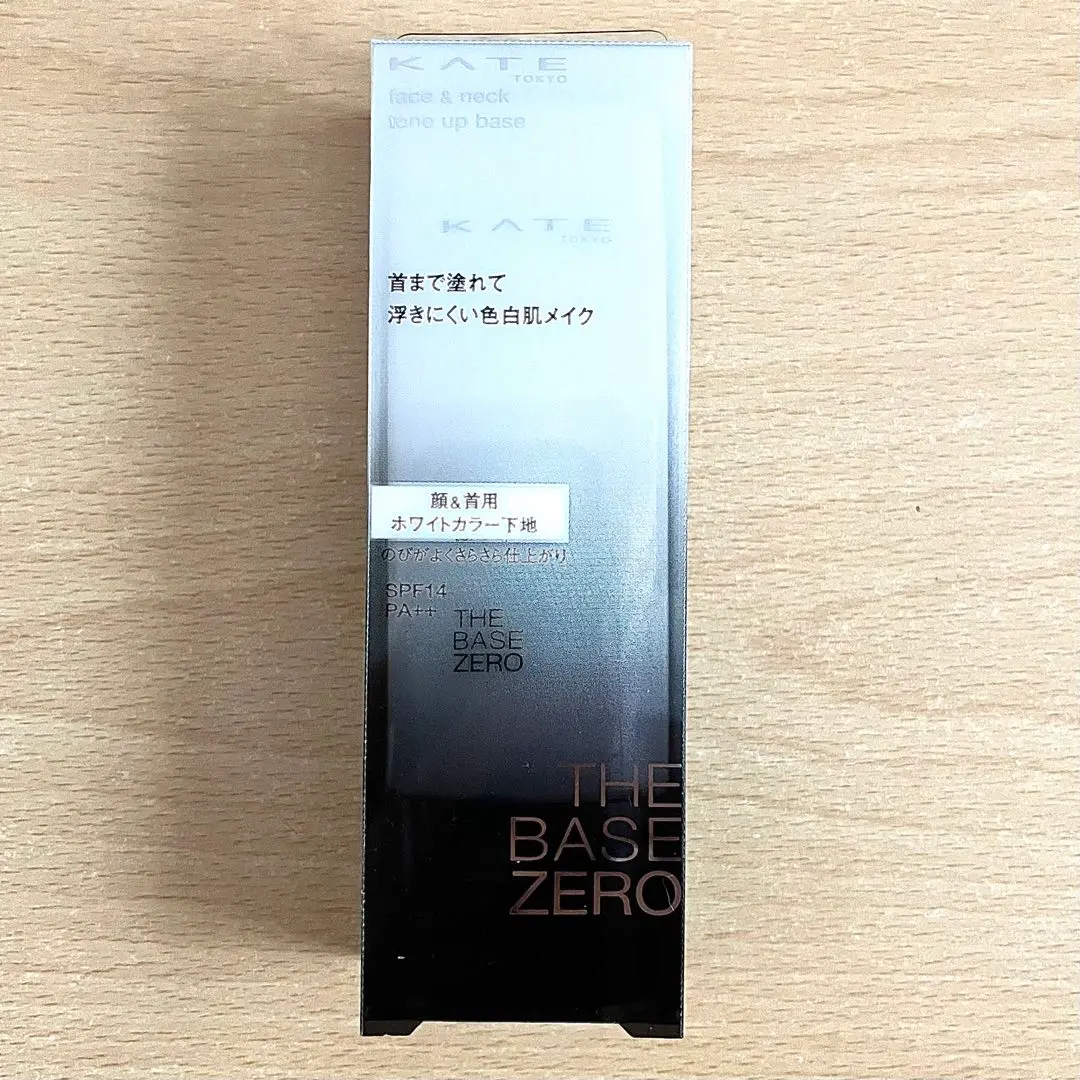 KATE
TOKYO
face & neck
tone up base
KATE
TOKYO
首まで塗れて
浮きにくい色白肌メイク
顔&首用
ホワイトカラー下地
のびがよくさらさら仕上がり
SPF14
PA++
THE
BASE
ZERO
THE
BASE
ZERO